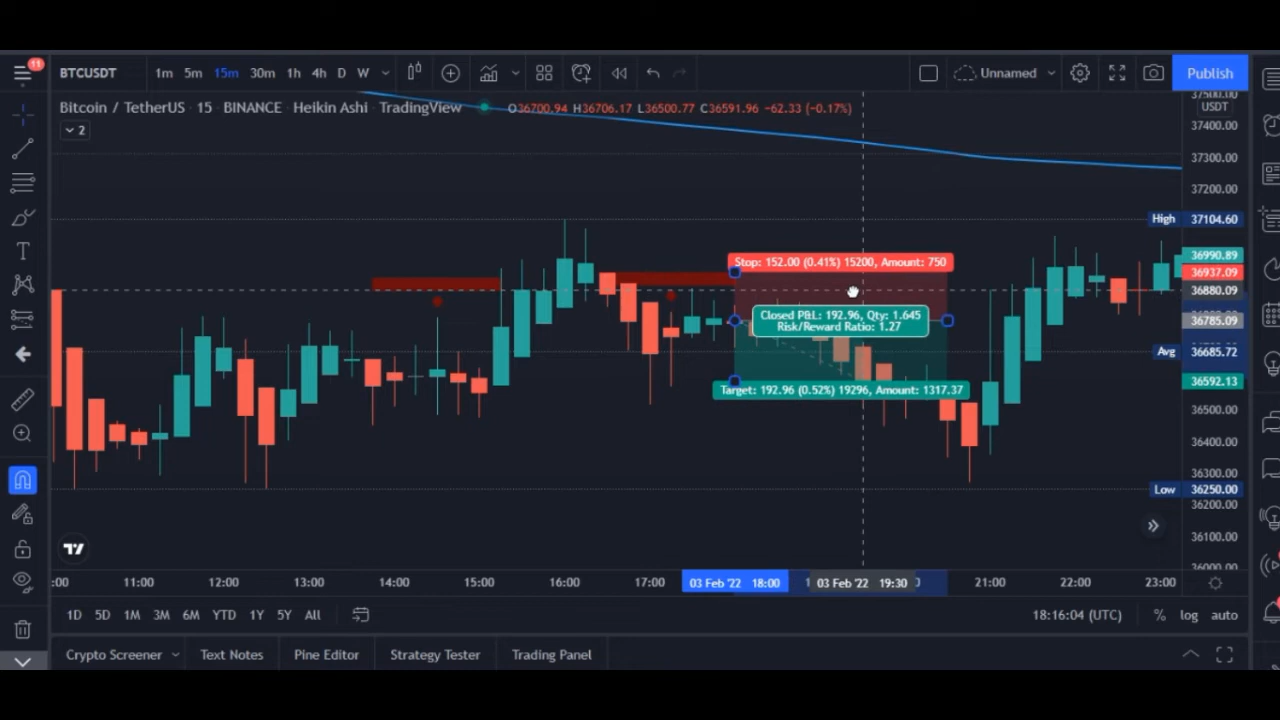 11
BTCUSDT 1m 5m 15m 30m 1h 4h D W Unnamed Publish
Bitcoin / TetherUS · 15 · BINANCE · Heikin Ashi · TradingView O36700.94 H36706.17 L36500.77 C36591.96 −62.33 (−0.17%)
USDT
2
37500.00
37400.00
37300.00
37200.00
High 37104.60
36990.89
36937.09
36880.09
36785.09
Avg 36685.72
36592.13
36500.00
36400.00
36300.00
Low 36250.00
36200.00
36100.00
36000.00
Stop: 152.00 (0.41%) 15200, Amount: 750
Closed P&L: 192.96, Qty: 1.645
Risk/Reward Ratio: 1.27
Target: 192.96 (0.52%) 19296, Amount: 1317.37
:00 11:00 12:00 13:00 14:00 15:00 16:00 17:00 03 Feb '22 18:00 03 Feb '22 19:30 21:00 22:00 23:00
1D 5D 1M 3M 6M YTD 1Y 5Y All 18:16:04 (UTC) % log auto
Crypto Screener Text Notes Pine Editor Strategy Tester Trading Panel